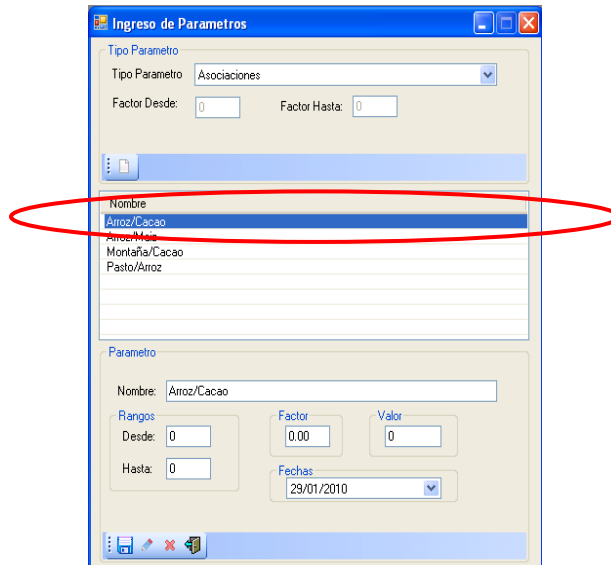 Ingreso de Parametros
Tipo Parametro
Tipo Parametro Asociaciones
Factor Desde: 0 Factor Hasta: 0
Nombre
Arroz/Cacao
Arroz/Maiz
Montaña/Cacao
Pasto/Arroz
Parametro
Nombre: Arroz/Cacao
Rangos Factor Valor
Desde: 0 0.00 0
Hasta: 0 Fechas
29/01/2010